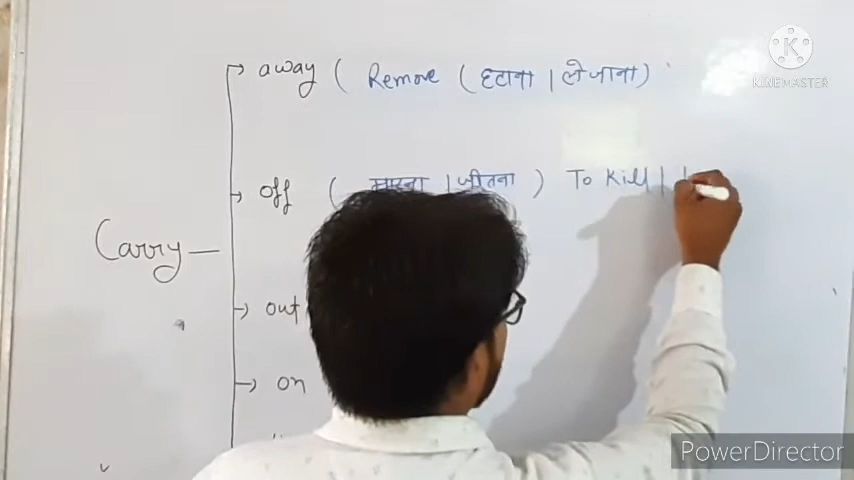 away ( Remove ( हटाना | ले जाना )
off ( मारना | जीतना ) To Kill |
Carry
out
on
KINEMASTER
PowerDirector